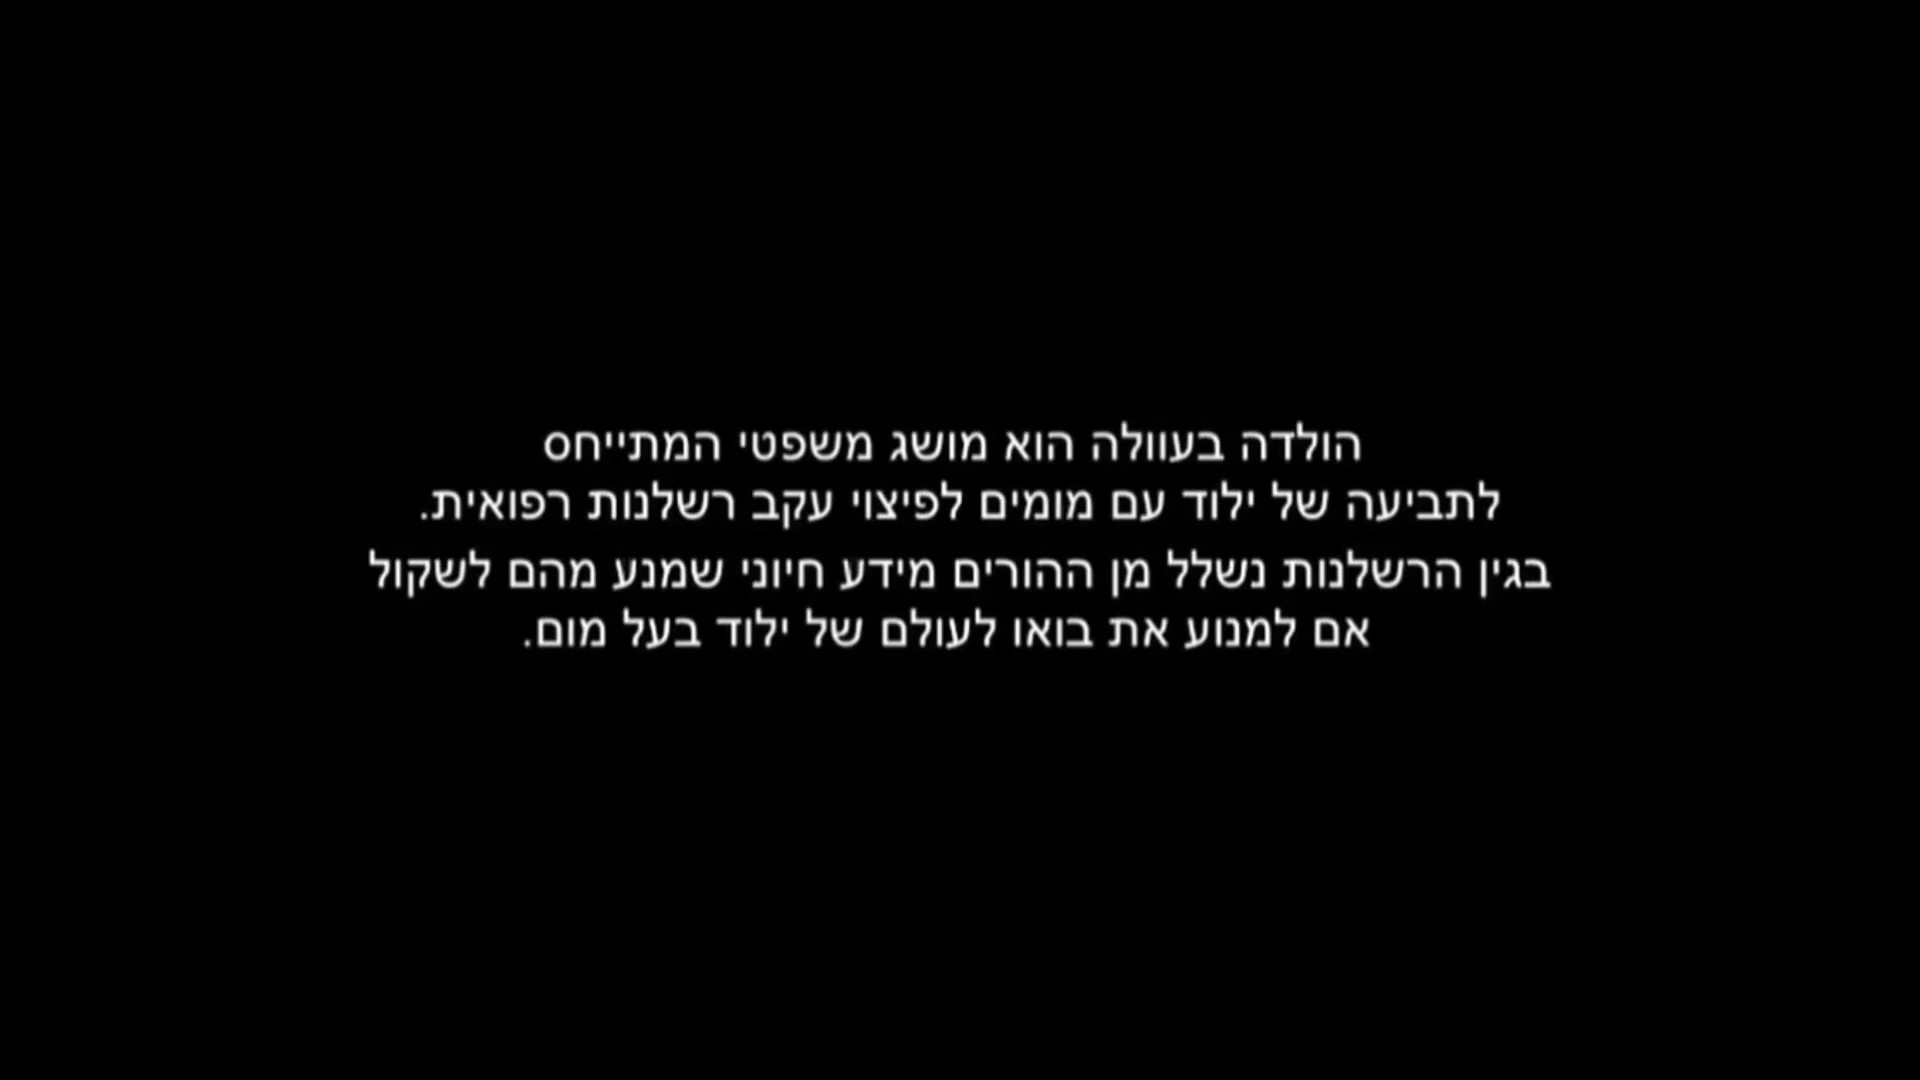 הולדה בעוולה הוא מושג משפטי המתייחס
לתביעה של ילוד עם מומים לפיצוי עקב רשלנות רפואית.
בגין הרשלנות נשלל מן ההורים מידע חיוני שמנע מהם לשקול
אם למנוע את בואו לעולם של ילוד בעל מום.